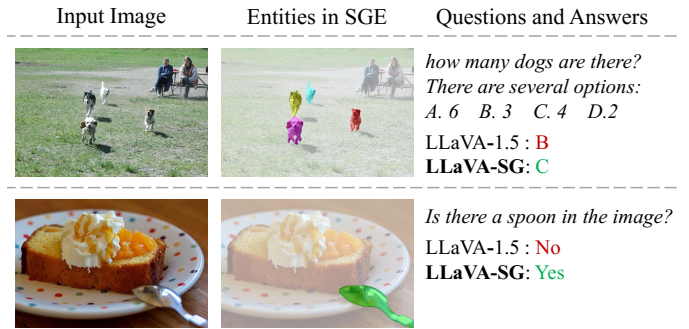 Input Image
Entities in SGE
Questions and Answers
how many dogs are there?
There are several options:
A. 6 B. 3 C. 4 D.2
LLaVA-1.5 : B
LLaVA-SG: C
Is there a spoon in the image?
LLaVA-1.5 : No
LLaVA-SG: Yes